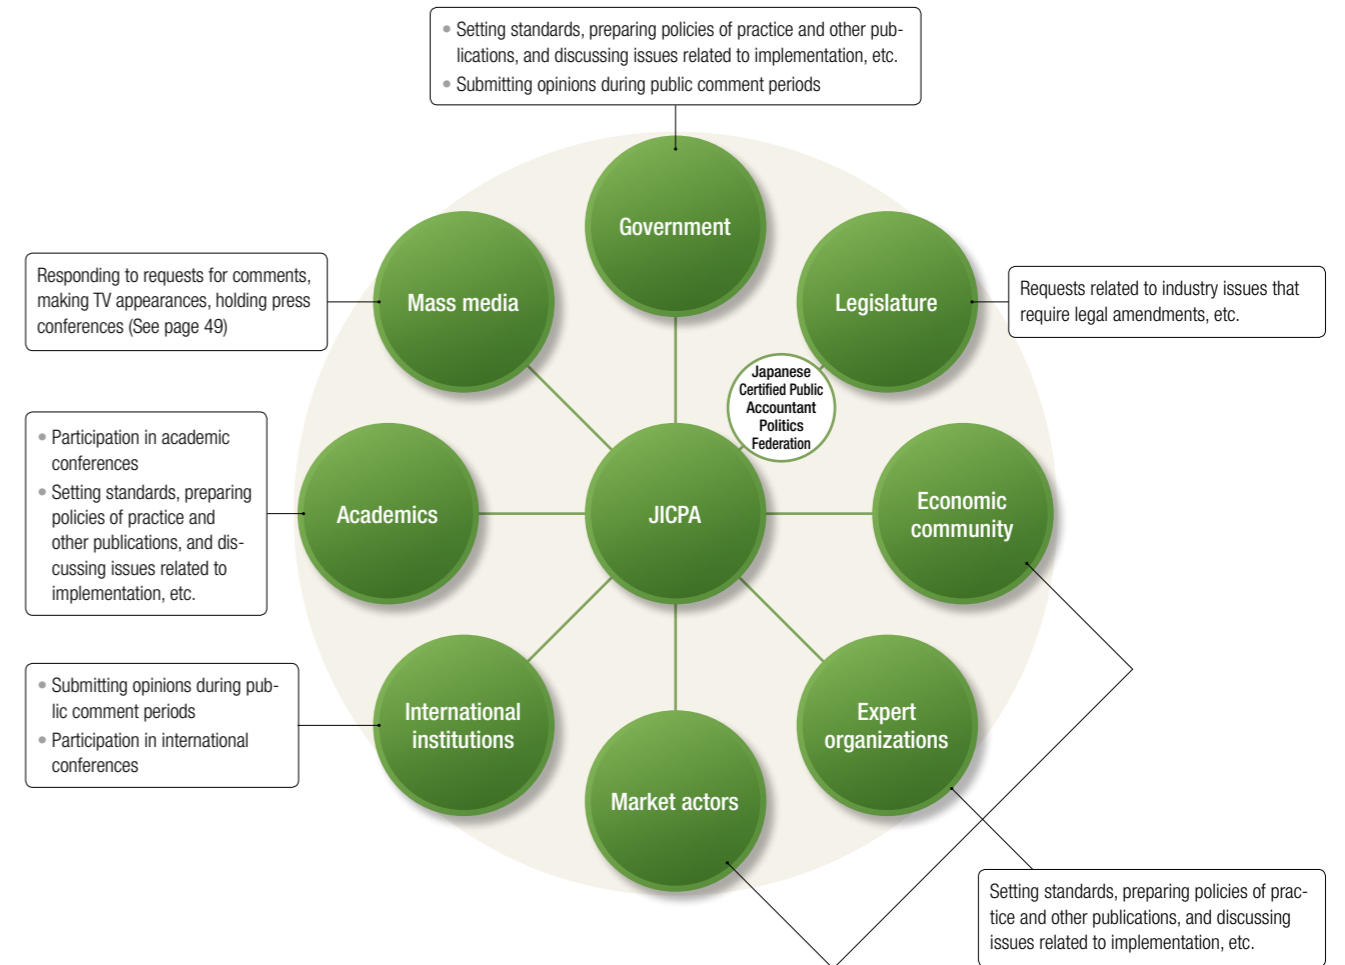 • Setting standards, preparing policies of practice and other pub-
lications, and discussing issues related to implementation, etc.
• Submitting opinions during public comment periods
Government
Mass media
Legislature
Responding to requests for comments,
making TV appearances, holding press
conferences (See page 49)
Requests related to industry issues that
require legal amendments, etc.
Japanese
Certified Public
Accountant
Politics
Federation
• Participation in academic
conferences
• Setting standards, preparing
policies of practice and
other publications, and dis-
cussing issues related to
implementation, etc.
Academics
JICPA
Economic
community
• Submitting opinions during pub-
lic comment periods
• Participation in international
conferences
International
institutions
Expert
organizations
Market actors
Setting standards, preparing policies of prac-
tice and other publications, and discussing
issues related to implementation, etc.